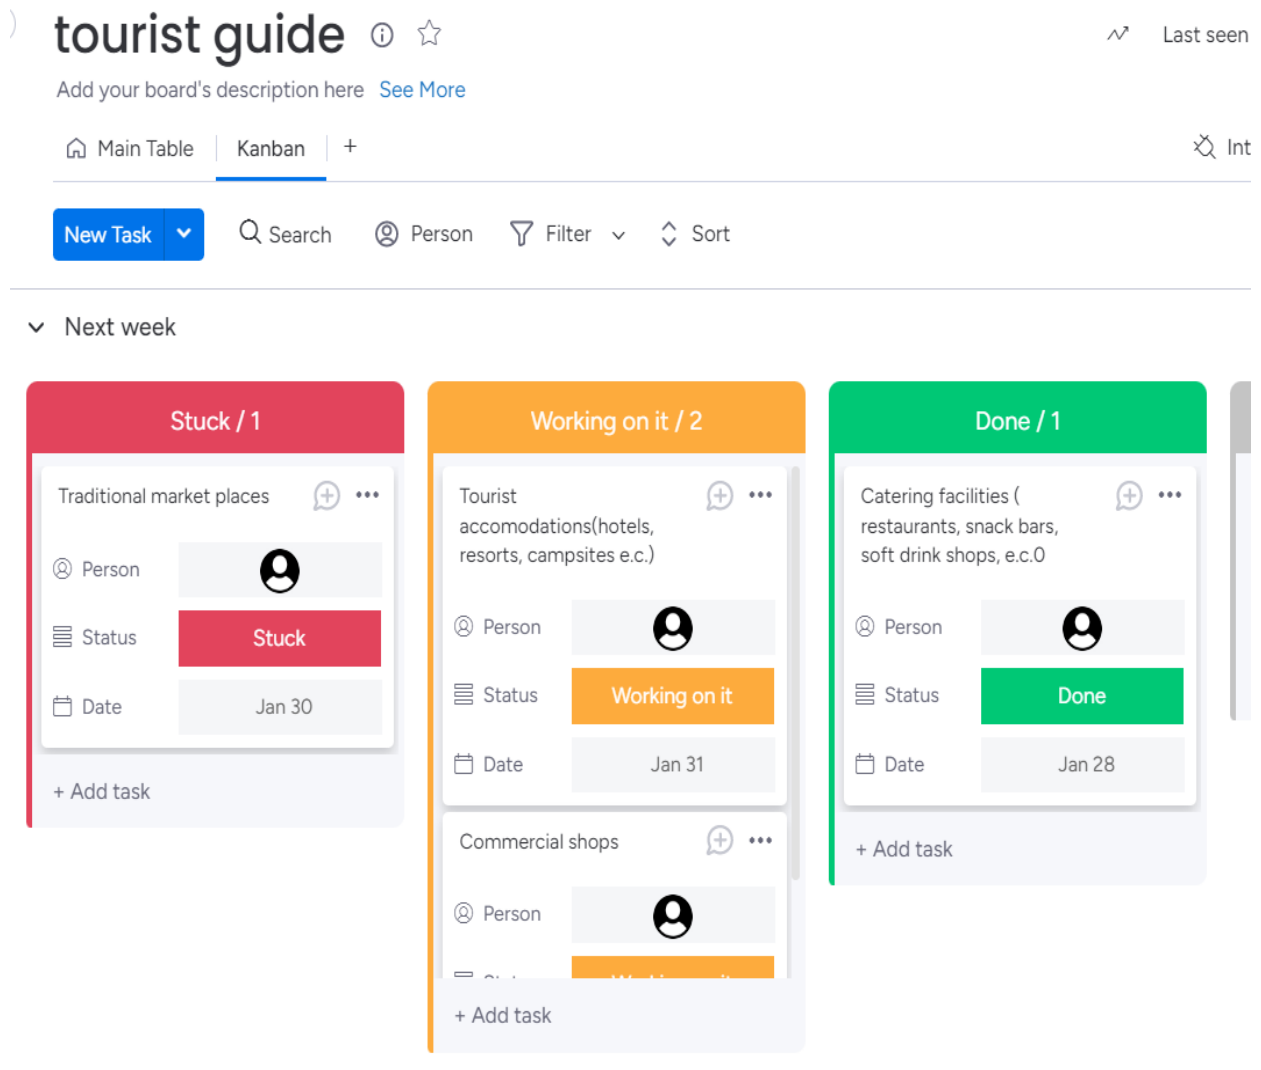 tourist guide
Last seen
Add your board's description here See More
Main Table
Kanban
+
Int
New Task
Search
Person
Filter
Sort
Next week
Stuck / 1
Traditional market places
Person
Status
Stuck
Date
Jan 30
+ Add task
Working on it / 2
Tourist
accomodations(hotels,
resorts, campsites e.c.)
Person
Status
Working on it
Date
Jan 31
Commercial shops
Person
+ Add task
Done / 1
Catering facilities (
restaurants, snack bars,
soft drink shops, e.c.0
Person
Status
Done
Date
Jan 28
+ Add task